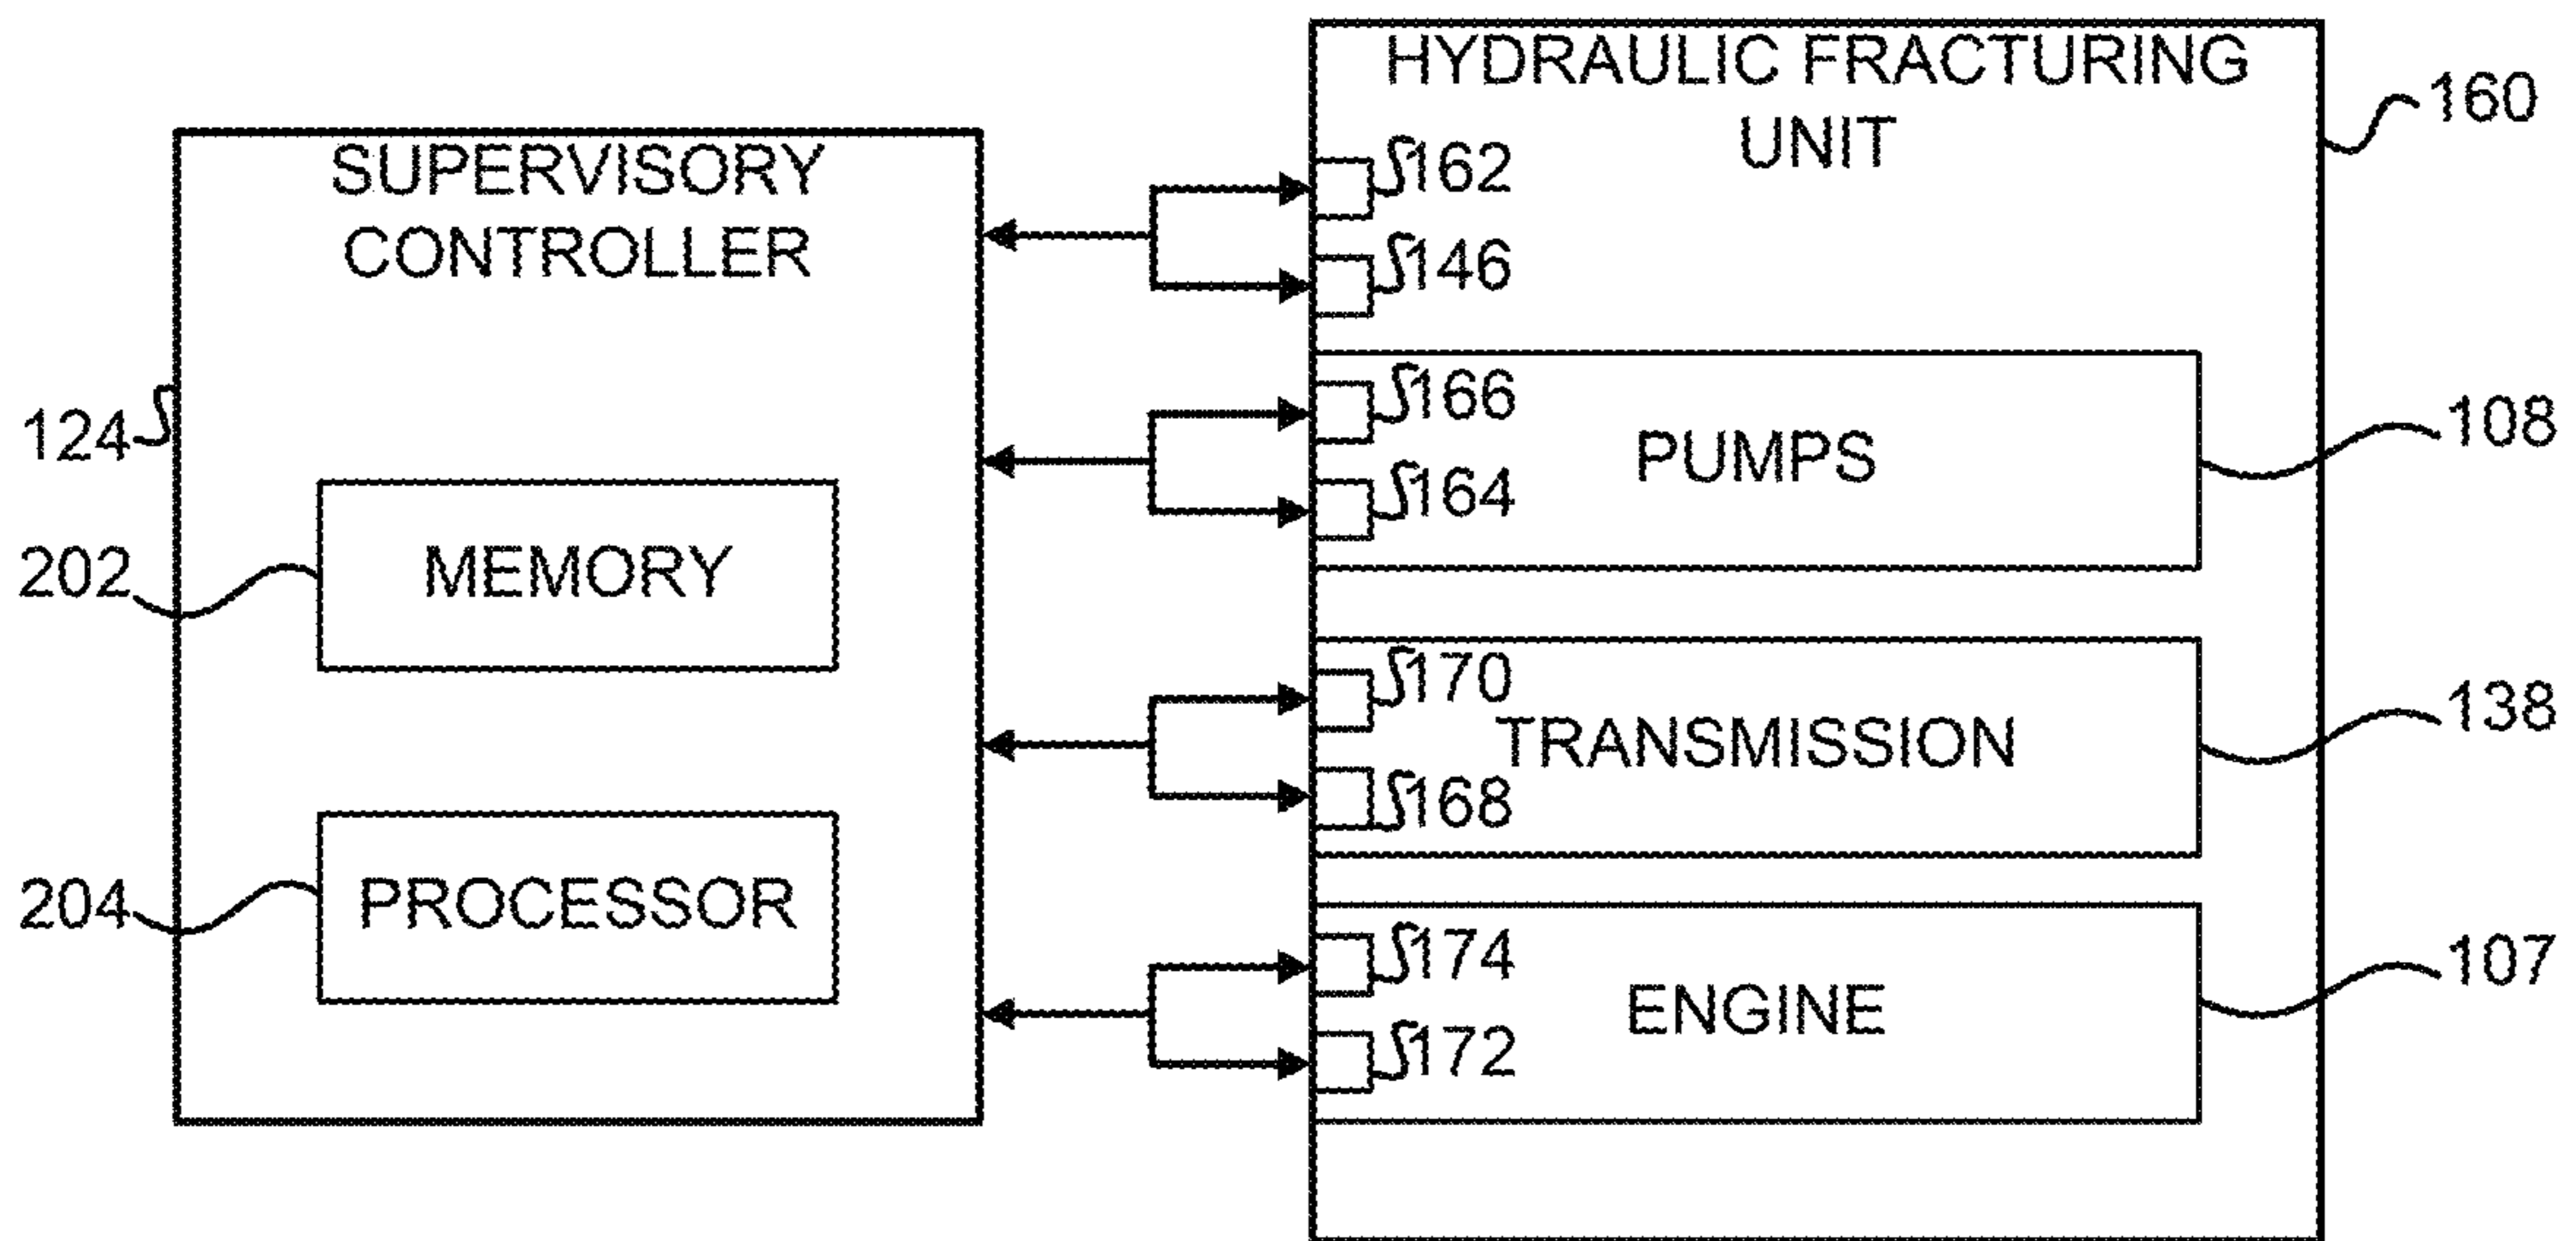 HYDRAULIC FRACTURING
UNIT
160
162
146
SUPERVISORY
CONTROLLER
124
MEMORY
202
PROCESSOR
204
166
164
PUMPS
108
170
168
TRANSMISSION
138
174
172
ENGINE
107